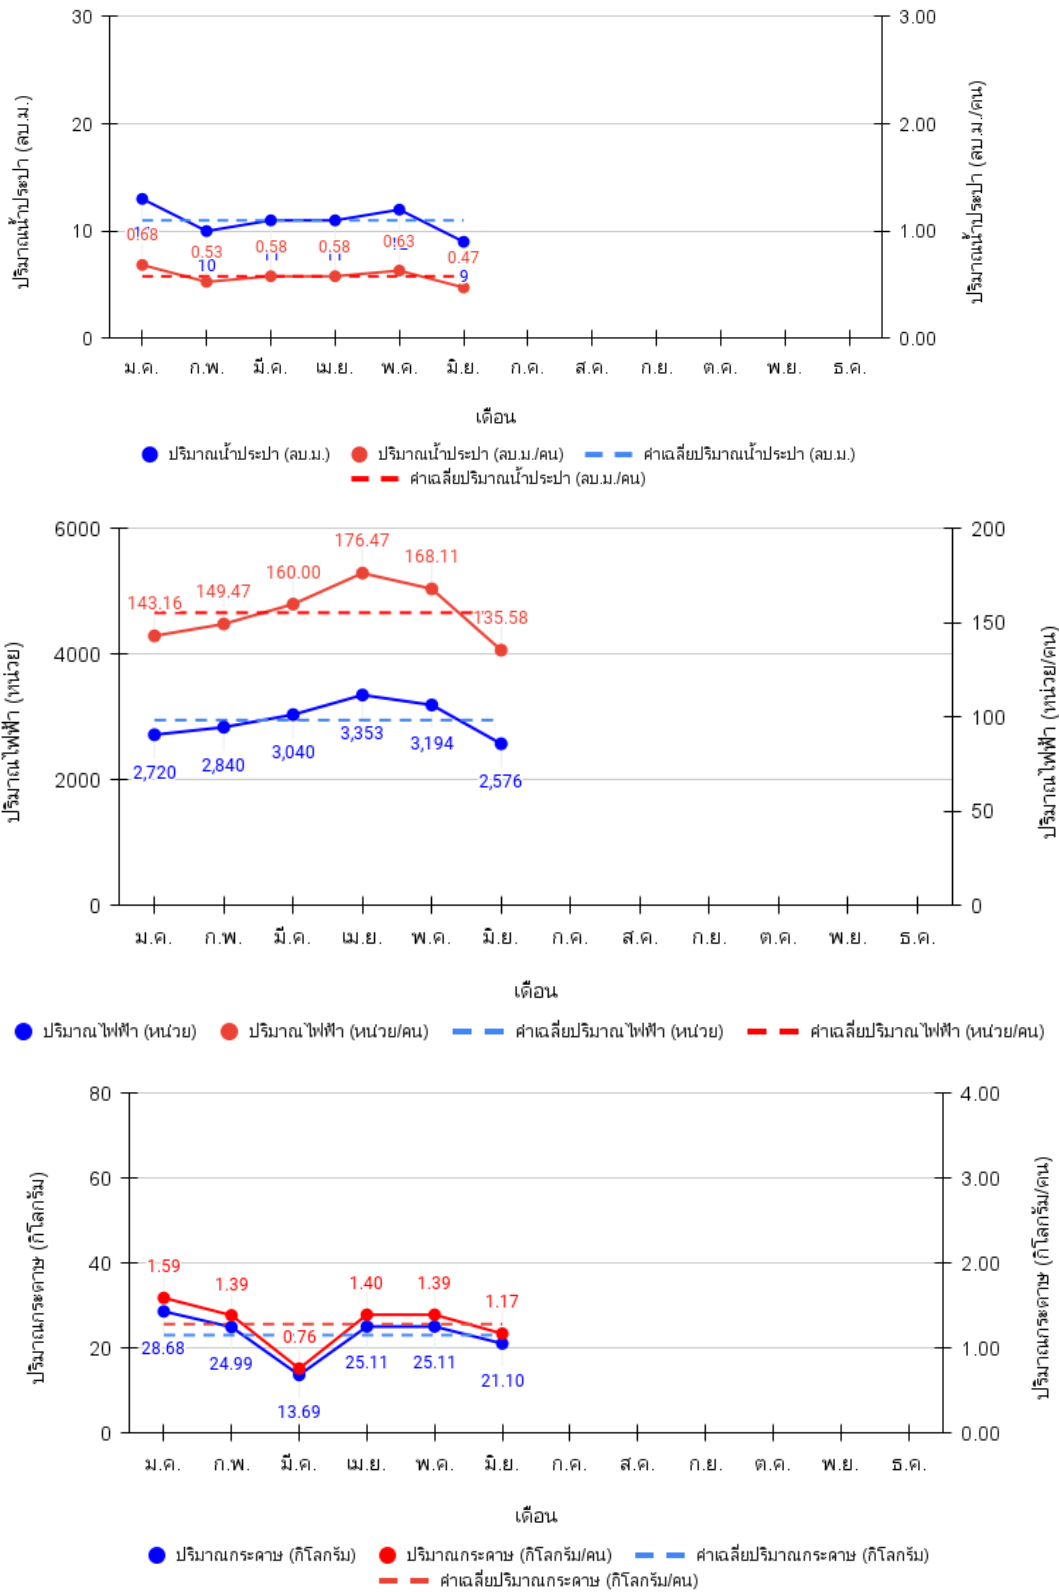 30
20
10
0
3.00
2.00
1.00
0.00
ปริมาณน้ำประปา (ลบ.ม.)
ปริมาณน้ำประปา (ลบ.ม./คน)
0.68 0.53 0.58 0.58 0.63 0.47
10 9
ม.ค. ก.พ. มี.ค. เม.ย. พ.ค. มิ.ย. ก.ค. ส.ค. ก.ย. ต.ค. พ.ย. ธ.ค.
เดือน
ปริมาณน้ำประปา (ลบ.ม.) ปริมาณน้ำประปา (ลบ.ม./คน) ค่าเฉลี่ยปริมาณน้ำประปา (ลบ.ม.)
ค่าเฉลี่ยปริมาณน้ำประปา (ลบ.ม./คน)
6000
4000
2000
0
200
150
100
50
0
ปริมาณไฟฟ้า (หน่วย)
ปริมาณไฟฟ้า (หน่วย/คน)
143.16 149.47 160.00 176.47 168.11 135.58
2,720 2,840 3,040 3,353 3,194 2,576
ม.ค. ก.พ. มี.ค. เม.ย. พ.ค. มิ.ย. ก.ค. ส.ค. ก.ย. ต.ค. พ.ย. ธ.ค.
เดือน
ปริมาณไฟฟ้า (หน่วย) ปริมาณไฟฟ้า (หน่วย/คน) ค่าเฉลี่ยปริมาณไฟฟ้า (หน่วย) ค่าเฉลี่ยปริมาณไฟฟ้า (หน่วย/คน)
80
60
40
20
0
4.00
3.00
2.00
1.00
0.00
ปริมาณกระดาษ (กิโลกรัม)
ปริมาณกระดาษ (กิโลกรัม/คน)
1.59 1.39 0.76 1.40 1.39 1.17
28.68 24.99 13.69 25.11 25.11 21.10
ม.ค. ก.พ. มี.ค. เม.ย. พ.ค. มิ.ย. ก.ค. ส.ค. ก.ย. ต.ค. พ.ย. ธ.ค.
เดือน
ปริมาณกระดาษ (กิโลกรัม) ปริมาณกระดาษ (กิโลกรัม/คน) ค่าเฉลี่ยปริมาณกระดาษ (กิโลกรัม)
ค่าเฉลี่ยปริมาณกระดาษ (กิโลกรัม/คน)